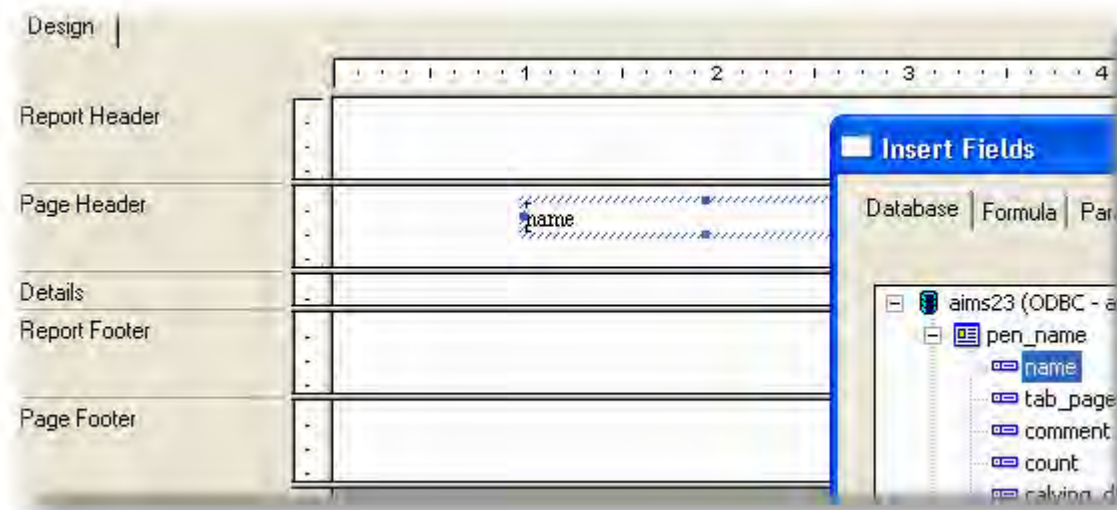 Design
1 2 3 4
Report Header
Insert Fields
Page Header
name
Database Formula
Details
aims23 (ODBC -
Report Footer
pen_name
name
tab_page
comment
Page Footer
count